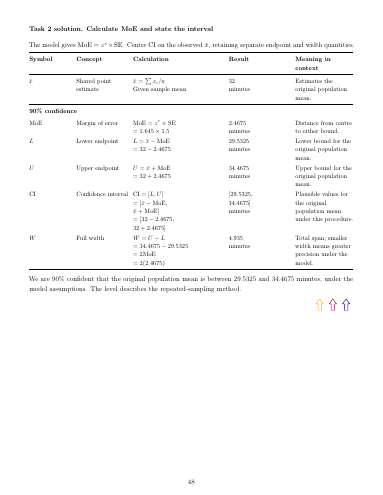 Task 2 solution. Calculate MoE and state the interval
The model gives MoE = z* × SE. Centre CI on the observed x̄, retaining separate endpoint and width quantities.
Symbol Concept Calculation Result Meaning in
context
x̄ Shared point x̄ = ∑xᵢ/n 32 Estimates the
estimate Given sample mean minutes original population
mean.
90% confidence
MoE Margin of error MoE = z* × SE 2.4675 Distance from centre
= 1.645 × 1.5 minutes to either bound.
L Lower endpoint L = x̄ − MoE 29.5325 Lower bound for the
= 32 − 2.4675 minutes original population
mean.
U Upper endpoint U = x̄ + MoE 34.4675 Upper bound for the
= 32 + 2.4675 minutes original population
mean.
CI Confidence interval CI = [L, U] [29.5325, Plausible values for
= [x̄ − MoE, 34.4675] the original
x̄ + MoE] minutes population mean
= [32 − 2.4675, under this procedure.
32 + 2.4675]
W Full width W = U − L 4.935 Total span; smaller
= 34.4675 − 29.5325 minutes width means greater
= 2MoE precision under the
= 2(2.4675) model.
We are 90% confident that the original population mean is between 29.5325 and 34.4675 minutes, under the
model assumptions. The level describes the repeated-sampling method.
48